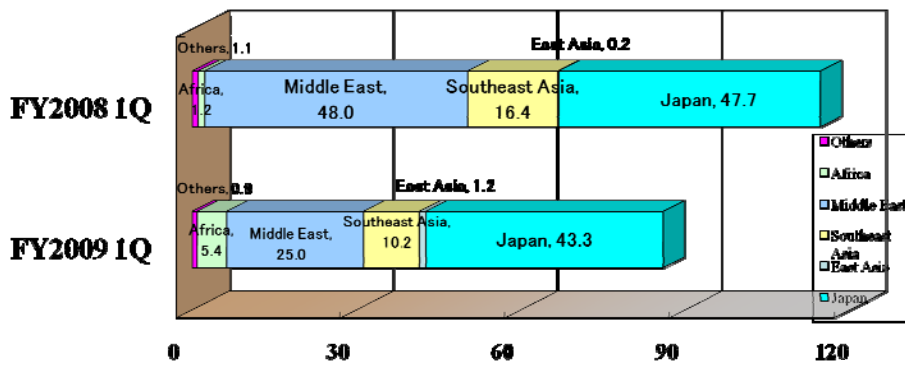 Others, 1.1
East Asia, 0.2
FY2008 1Q
Africa,
1.2
Middle East,
48.0
Southeast Asia,
16.4
Japan, 47.7
Others,
East Asia, 1.2
FY2009 1Q
Africa,
5.4
Middle East,
25.0
Southeast Asia,
10.2
Japan, 43.3
Others
Africa
Middle East
Southeast
Asia
East Asia
Japan
0 30 60 90 120